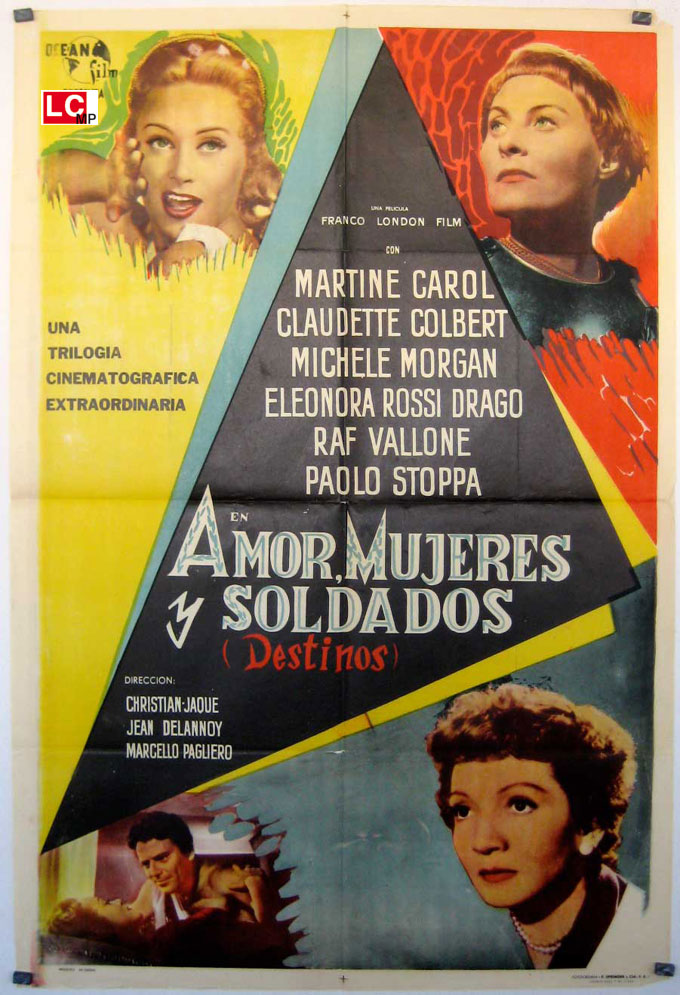 OCEAN
film
LC
MP
UNA PELICULA
FRANCO LONDON FILM
CON
MARTINE CAROL
CLAUDETTE COLBERT
MICHELE MORGAN
ELEONORA ROSSI DRAGO
RAF VALLONE
PAOLO STOPPA
UNA
TRILOGIA
CINEMATOGRAFICA
EXTRAORDINARIA
EN
AMOR, MUJERES
Y SOLDADOS
(Destinos)
DIRECCION:
CHRISTIAN-JAQUE
JEAN DELANNOY
MARCELLO PAGLIERO